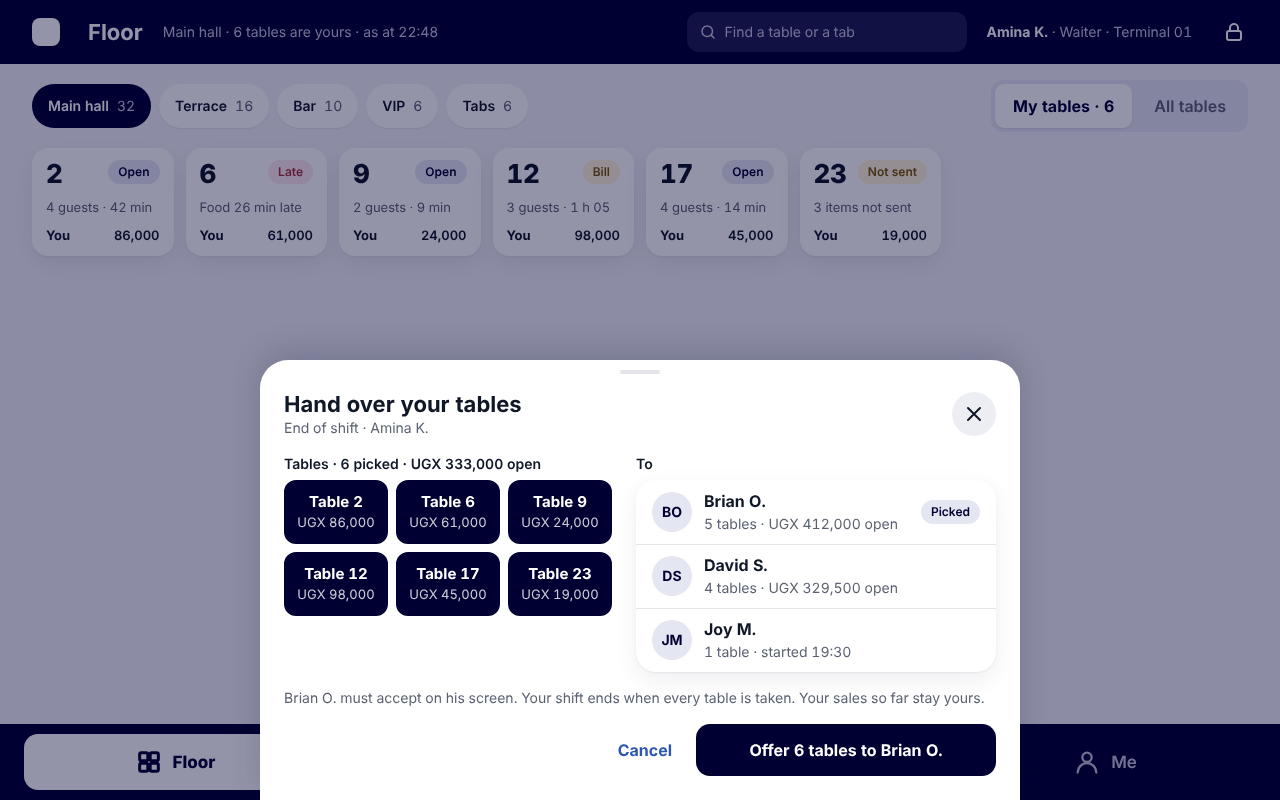 Floor
Main hall · 6 tables are yours · as at 22:48
Find a table or a tab
Amina K. · Waiter · Terminal 01
Main hall 32
Terrace 16
Bar 10
VIP 6
Tabs 6
My tables · 6
All tables
2 Open
4 guests · 42 min
You 86,000
6 Late
Food 26 min late
You 61,000
9 Open
2 guests · 9 min
You 24,000
12 Bill
3 guests · 1 h 05
You 98,000
17 Open
4 guests · 14 min
You 45,000
23 Not sent
3 items not sent
You 19,000
Hand over your tables
End of shift · Amina K.
Tables · 6 picked · UGX 333,000 open
Table 2
UGX 86,000
Table 6
UGX 61,000
Table 9
UGX 24,000
Table 12
UGX 98,000
Table 17
UGX 45,000
Table 23
UGX 19,000
To
BO
Brian O.
5 tables · UGX 412,000 open
Picked
DS
David S.
4 tables · UGX 329,500 open
JM
Joy M.
1 table · started 19:30
Brian O. must accept on his screen. Your shift ends when every table is taken. Your sales so far stay yours.
Cancel
Offer 6 tables to Brian O.
Floor
Me